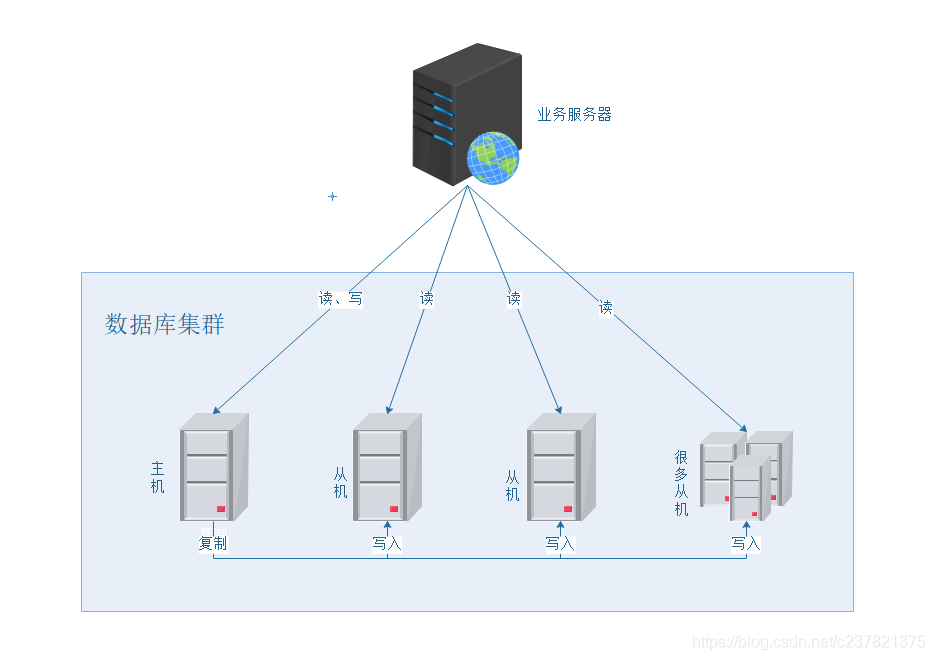 业务服务器
读、写
读
读
读
数据库集群
主机
从机
从机
很多从机
复制
写入
写入
写入
https://blog.csdn.net/c237821375